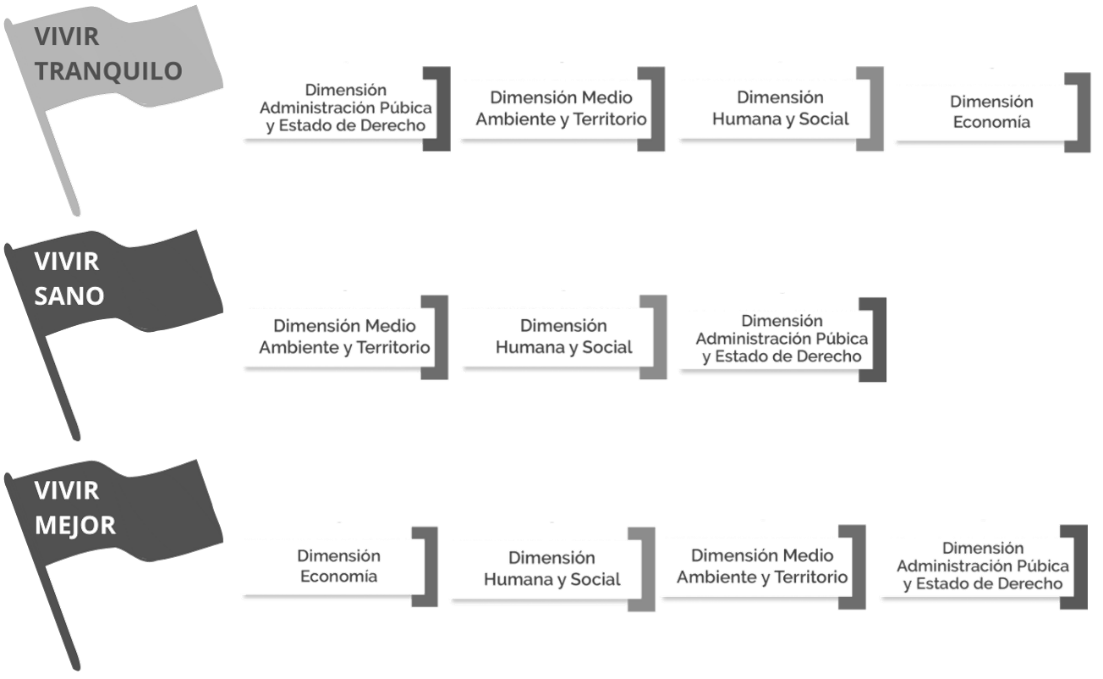 VIVIR
TRANQUILO
Dimensión
Administración Púbica
y Estado de Derecho
Dimensión Medio
Ambiente y Territorio
Dimensión
Humana y Social
Dimensión
Economía
VIVIR
SANO
Dimensión Medio
Ambiente y Territorio
Dimensión
Humana y Social
Dimensión
Administración Púbica
y Estado de Derecho
VIVIR
MEJOR
Dimensión
Economía
Dimensión
Humana y Social
Dimensión Medio
Ambiente y Territorio
Dimensión
Administración Púbica
y Estado de Derecho